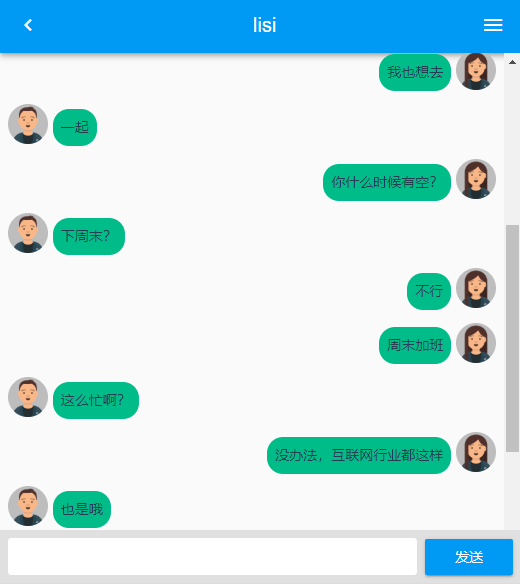 lisi
我也想去
一起
你什么时候有空？
下周末？
不行
周末加班
这么忙啊？
没办法，互联网行业都这样
也是哦
发送